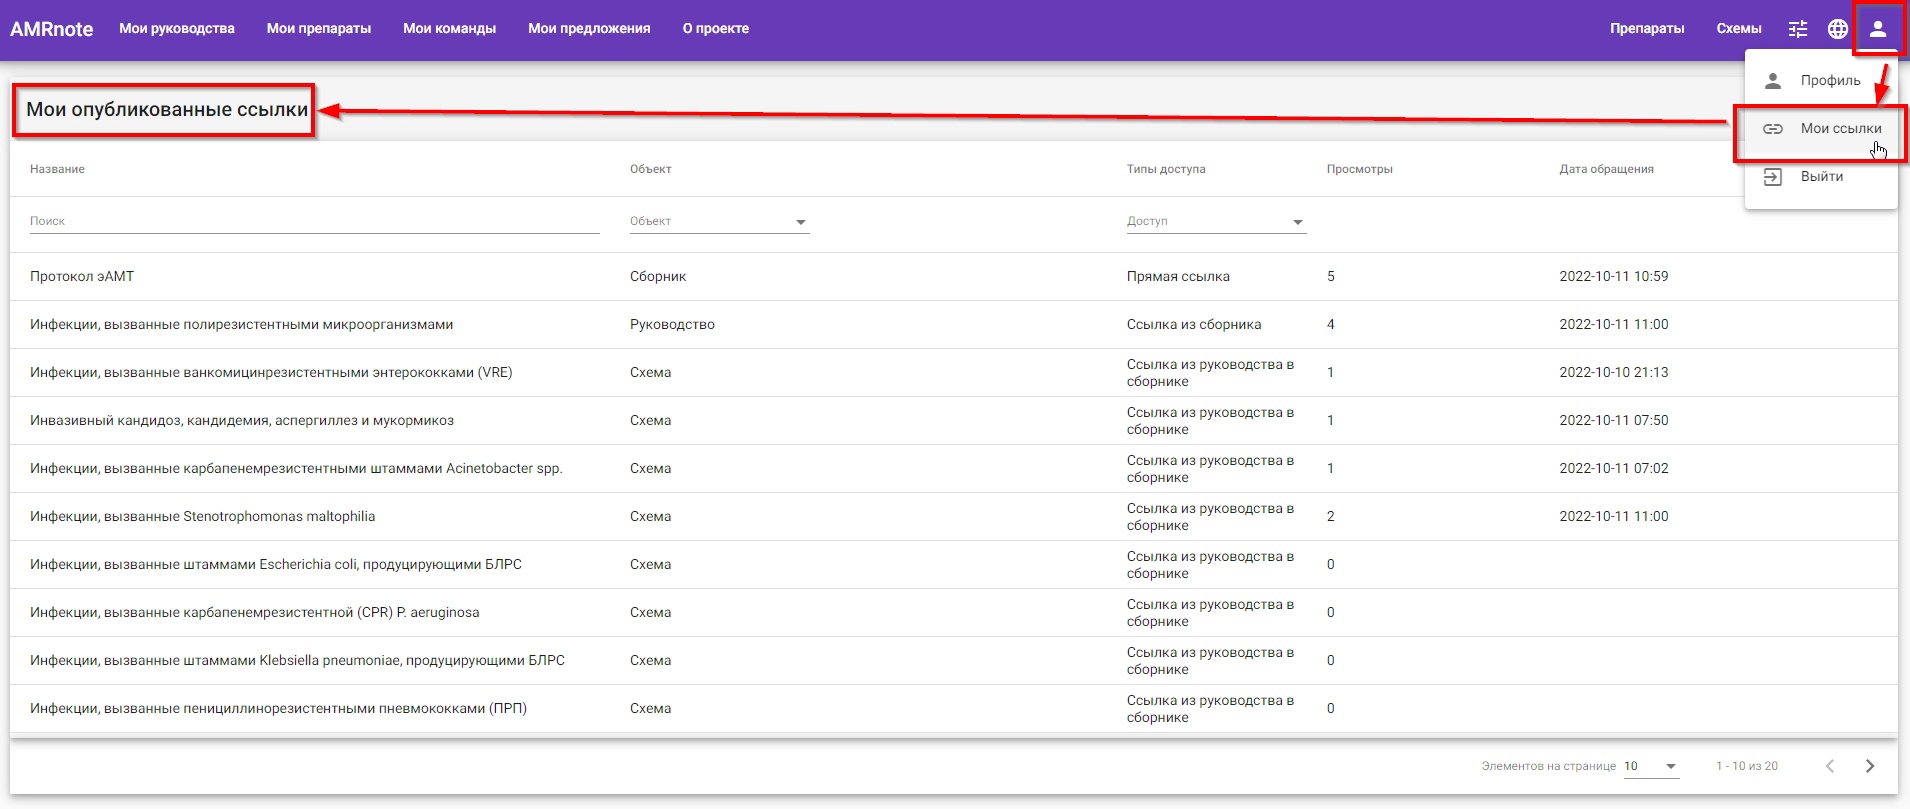 AMRnote Мои руководства Мои препараты Мои команды Мои предложения О проекте Препараты Схемы
Профиль
Мои ссылки
Выйти
Мои опубликованные ссылки
Название Объект Типы доступа Просмотры Дата обращения
Поиск Объект Доступ
Протокол эАМТ Сборник Прямая ссылка 5 2022-10-11 10:59
Инфекции, вызванные полирезистентными микроорганизмами Руководство Ссылка из сборника 4 2022-10-11 11:00
Инфекции, вызванные ванкомицинрезистентными энтерококками (VRE) Схема Ссылка из руководства в сборнике 1 2022-10-10 21:13
Инвазивный кандидоз, кандидемия, аспергиллез и мукормикоз Схема Ссылка из руководства в сборнике 1 2022-10-11 07:50
Инфекции, вызванные карбапенемрезистентными штаммами Acinetobacter spp. Схема Ссылка из руководства в сборнике 1 2022-10-11 07:02
Инфекции, вызванные Stenotrophomonas maltophilia Схема Ссылка из руководства в сборнике 2 2022-10-11 11:00
Инфекции, вызванные штаммами Escherichia coli, продуцирующими БЛРС Схема Ссылка из руководства в сборнике 0
Инфекции, вызванные карбапенемрезистентной (CPR) P. aeruginosa Схема Ссылка из руководства в сборнике 0
Инфекции, вызванные штаммами Klebsiella pneumoniae, продуцирующими БЛРС Схема Ссылка из руководства в сборнике 0
Инфекции, вызванные пенициллинорезистентными пневмококками (ПРП) Схема Ссылка из руководства в сборнике 0
Элементов на странице 10 1 - 10 из 20